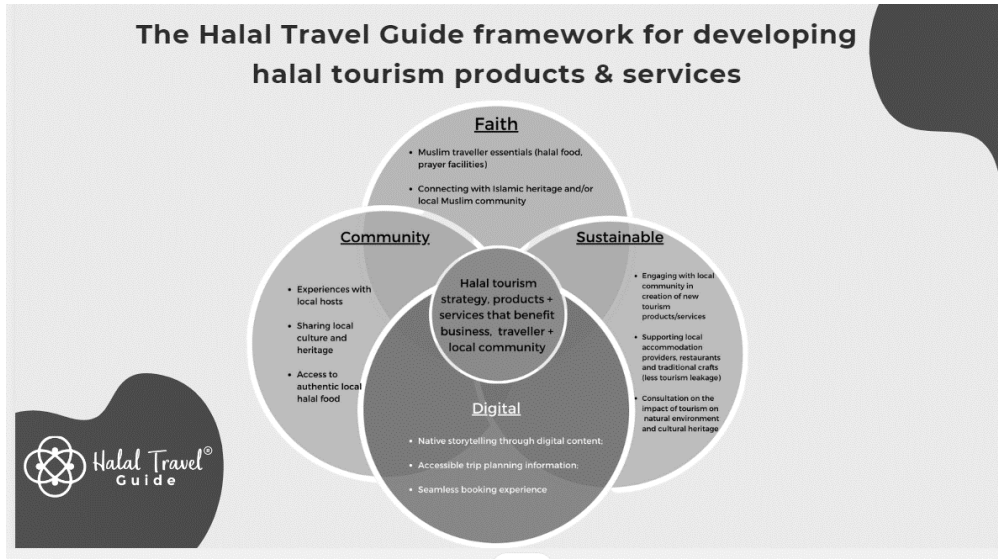 The Halal Travel Guide framework for developing
halal tourism products & services
Faith
• Muslim traveller essentials (halal food,
prayer facilities)
• Connecting with Islamic heritage and/or
local Muslim community
Community
• Experiences with
local hosts
• Sharing local
culture and
heritage
• Access to
authentic local
halal food
Sustainable
• Engaging with local
community in
creation of new
tourism
products/services
• Supporting local
accommodation
providers, restaurants
and traditional crafts
(less tourism leakage)
• Consultation on the
impact of tourism on
natural environment
and cultural heritage
Halal tourism
strategy, products +
services that benefit
business, traveller +
local community
Digital
• Native storytelling through digital content;
• Accessible trip planning information;
• Seamless booking experience
Halal Travel®
Guide